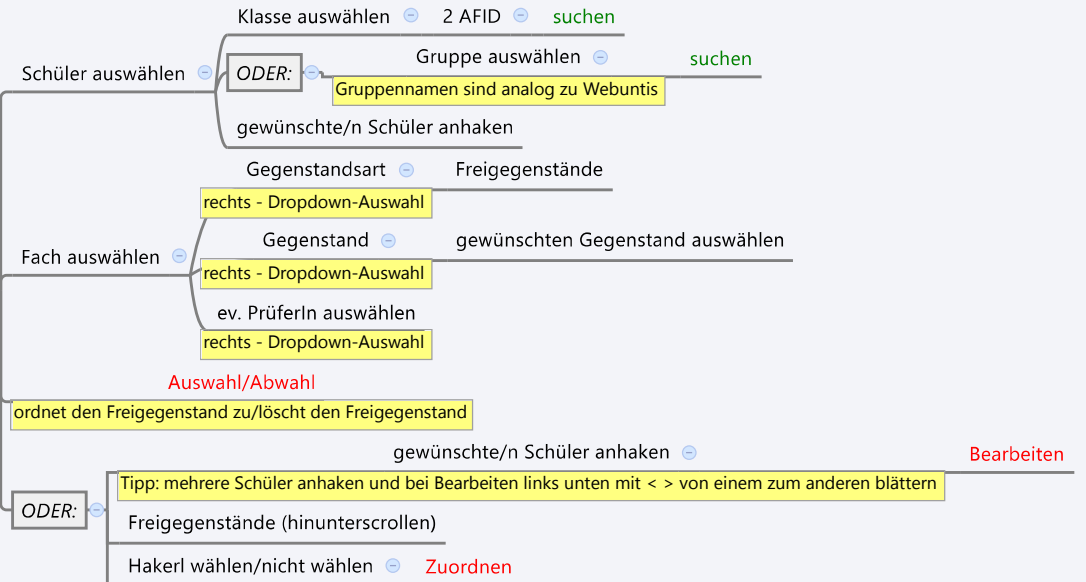 Klasse auswählen 2 AFID suchen
Gruppe auswählen suchen
Schüler auswählen ODER:
Gruppennamen sind analog zu Webuntis
gewünschte/n Schüler anhaken
Gegenstandsart Freigegenstände
rechts - Dropdown-Auswahl
Gegenstand gewünschten Gegenstand auswählen
Fach auswählen
rechts - Dropdown-Auswahl
ev. PrüferIn auswählen
rechts - Dropdown-Auswahl
Auswahl/Abwahl
ordnet den Freigegenstand zu/löscht den Freigegenstand
gewünschte/n Schüler anhaken Bearbeiten
Tipp: mehrere Schüler anhaken und bei Bearbeiten links unten mit < > von einem zum anderen blättern
ODER:
Freigegenstände (hinunterscrollen)
Hakerl wählen/nicht wählen Zuordnen